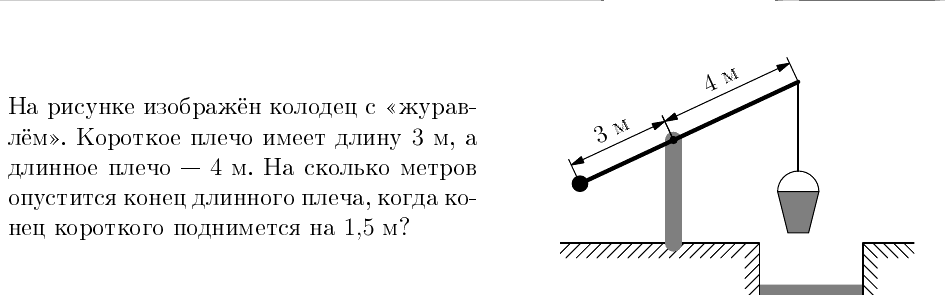 На рисунке изображён колодец с «журав-
лём». Короткое плечо имеет длину 3 м, а
длинное плечо — 4 м. На сколько метров
опустится конец длинного плеча, когда ко-
нец короткого поднимется на 1,5 м?
4 м
3 м